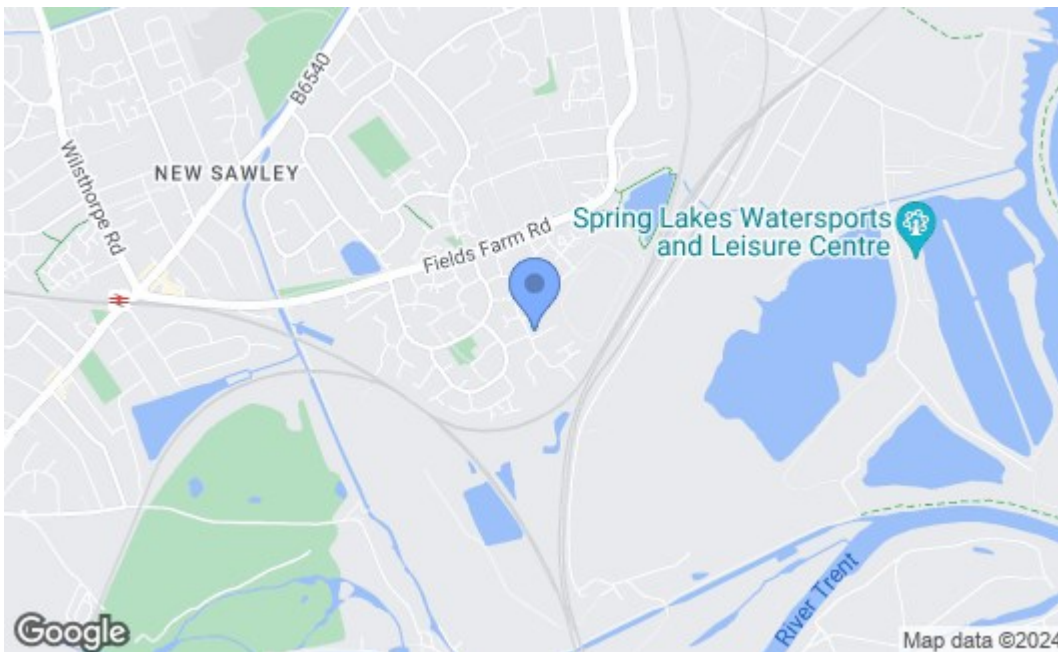 B6540
Wilsthorpe Rd
NEW SAWLEY
Fields Farm Rd
Spring Lakes Watersports
and Leisure Centre
River Trent
Google
Map data ©2024